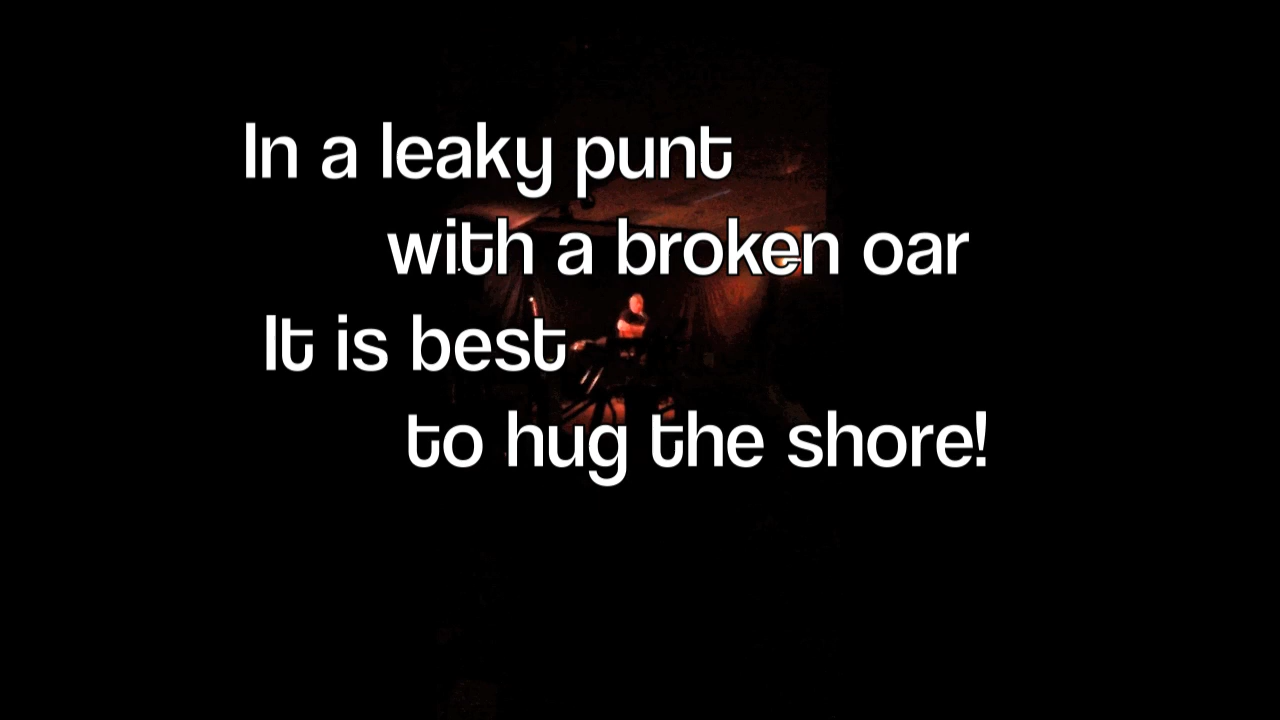 In a leaky punt
with a broken oar
It is best
to hug the shore!